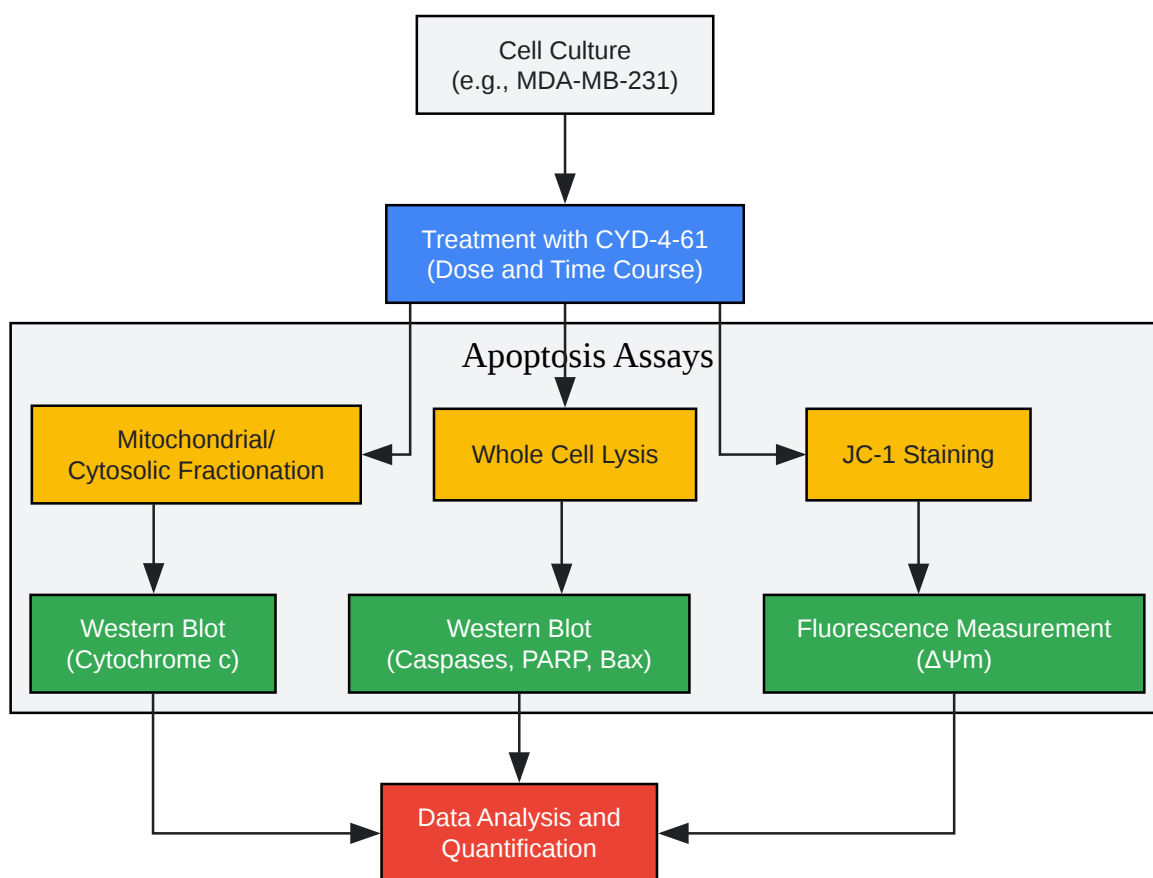 Cell Culture
(e.g., MDA-MB-231)
Treatment with CYD-4-61
(Dose and Time Course)
Apoptosis Assays
Mitochondrial/
Cytosolic Fractionation
Whole Cell Lysis
JC-1 Staining
Western Blot
(Cytochrome c)
Western Blot
(Caspases, PARP, Bax)
Fluorescence Measurement
(ΔΨm)
Data Analysis and
Quantification